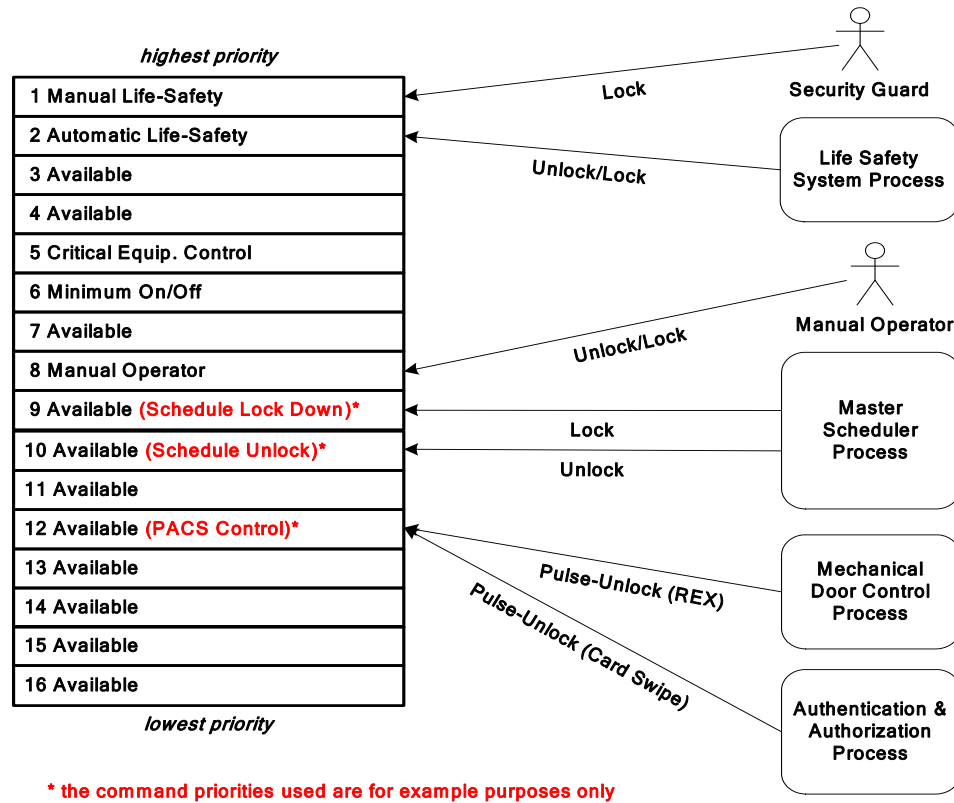 highest priority
1 Manual Life-Safety
2 Automatic Life-Safety
3 Available
4 Available
5 Critical Equip. Control
6 Minimum On/Off
7 Available
8 Manual Operator
9 Available (Schedule Lock Down)*
10 Available (Schedule Unlock)*
11 Available
12 Available (PACS Control)*
13 Available
14 Available
15 Available
16 Available
lowest priority
Lock
Unlock/Lock
Unlock/Lock
Lock
Unlock
Pulse-Unlock (REX)
Pulse-Unlock (Card Swipe)
Security Guard
Life Safety
System Process
Manual Operator
Master
Scheduler
Process
Mechanical
Door Control
Process
Authentication &
Authorization
Process
* the command priorities used are for example purposes only